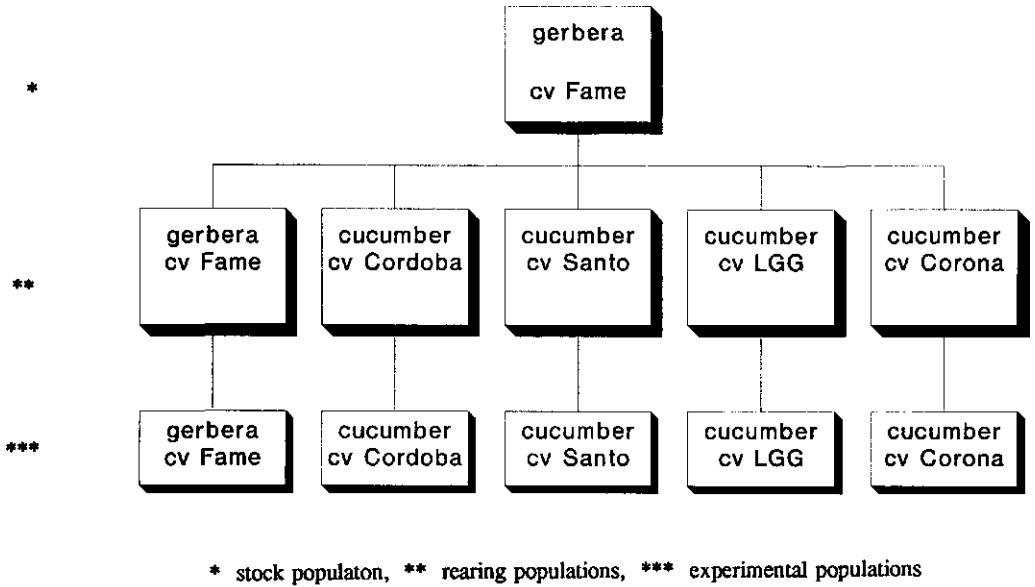 gerbera
cv Fame
*
gerbera
cv Fame
cucumber
cv Cordoba
cucumber
cv Santo
cucumber
cv LGG
cucumber
cv Corona
**
gerbera
cv Fame
cucumber
cv Cordoba
cucumber
cv Santo
cucumber
cv LGG
cucumber
cv Corona
***
* stock populaton, ** rearing populations, *** experimental populations